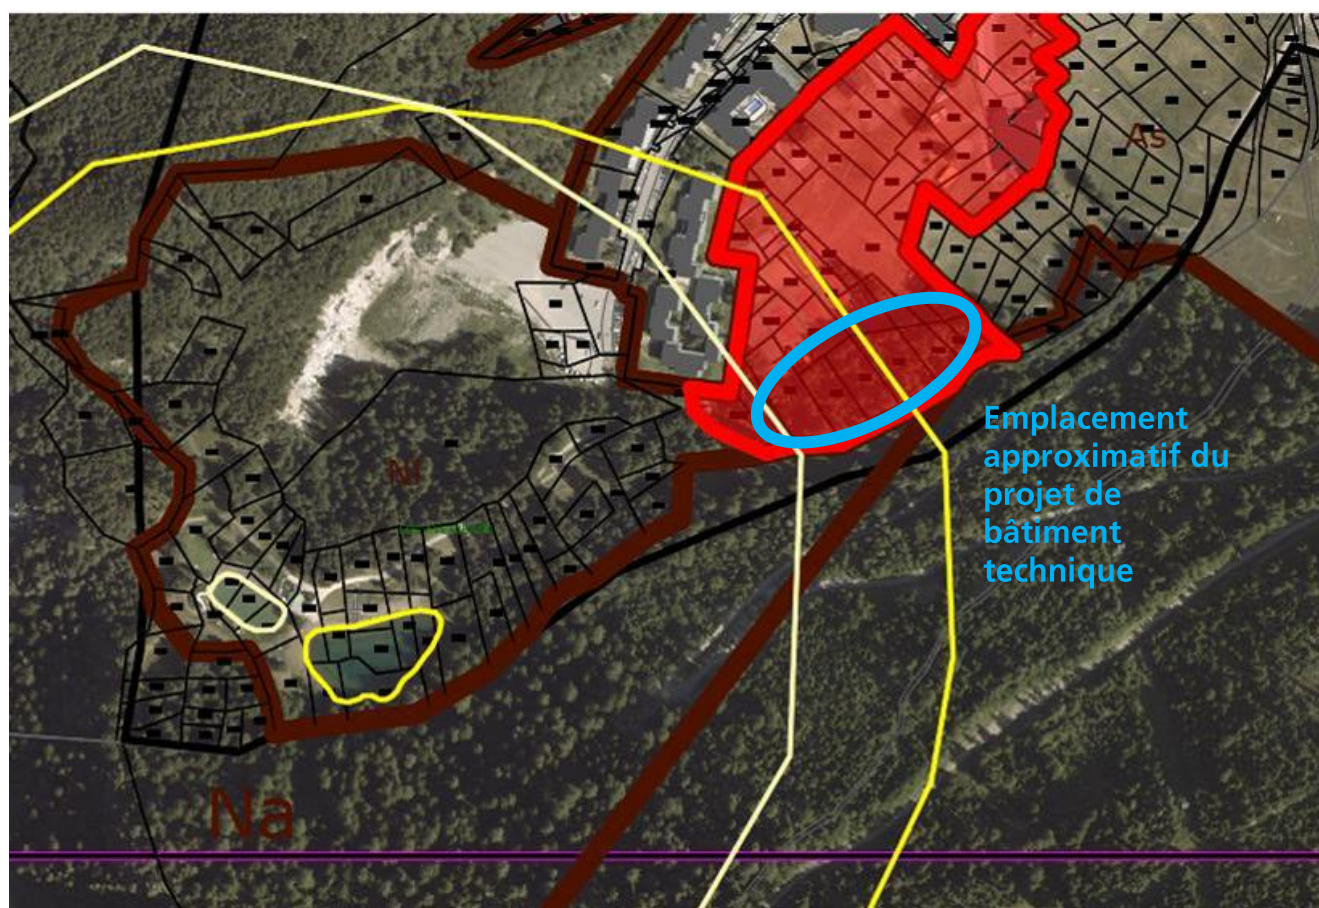 As
Emplacement
approximatif du
projet de
bâtiment
technique
Nl
Na